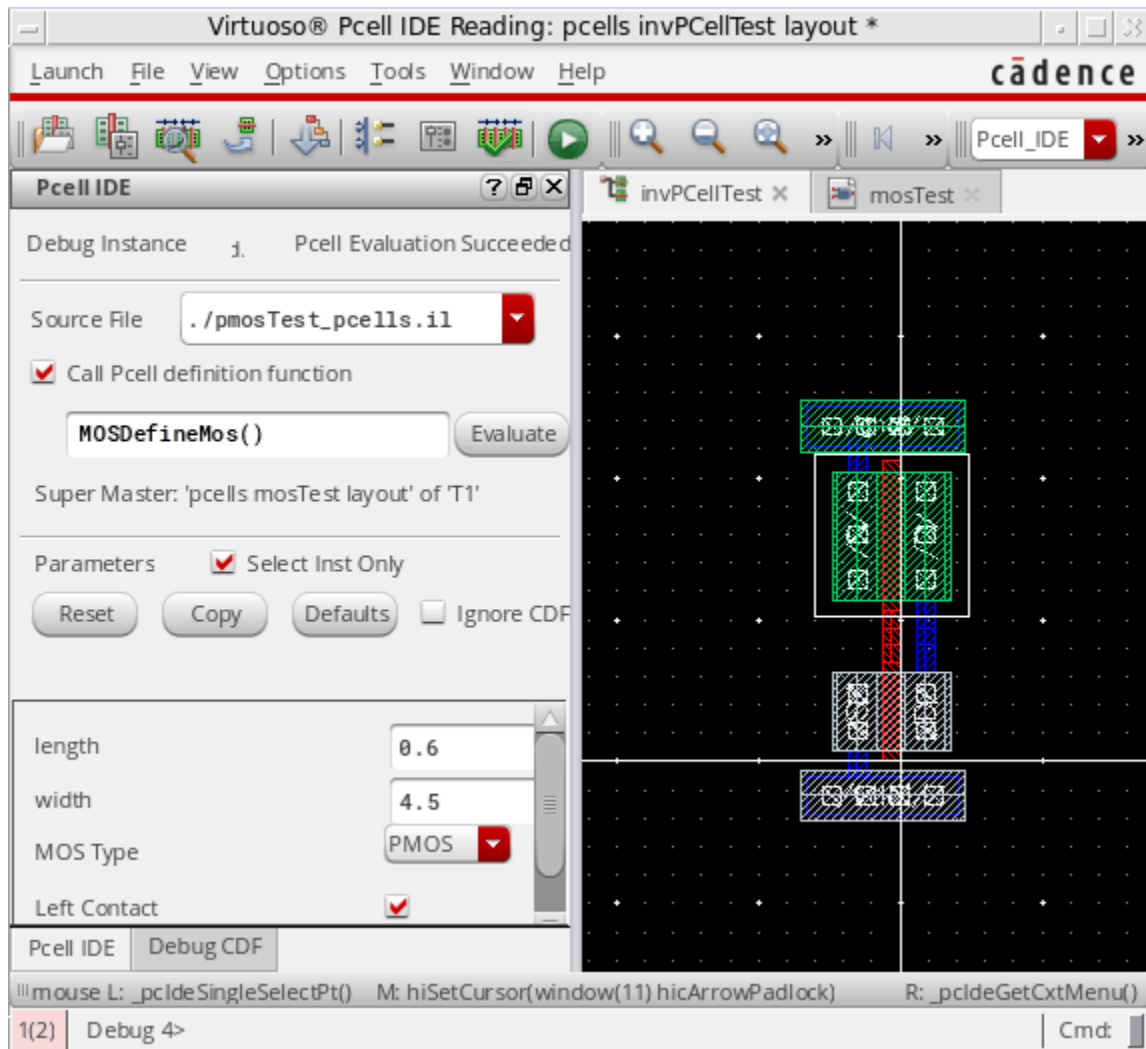 Virtuoso® Pcell IDE Reading: pcells invPCellTest layout *
Launch File View Options Tools Window Help
cādence
» » Pcell_IDE »
Pcell IDE
invPCellTest
mosTest
Debug Instance Pcell Evaluation Succeeded
Source File ./pmosTest_pcells.il
Call Pcell definition function
MOSDefineMos() Evaluate
Super Master: 'pcells mosTest layout' of 'T1'
Parameters Select Inst Only
Reset Copy Defaults Ignore CDF
length 0.6
width 4.5
MOS Type PMOS
Left Contact
Pcell IDE Debug CDF
mouse L: _pcIdeSingleSelectPt() M: hiSetCursor(window(11) hicArrowPadlock) R: _pcIdeGetCxtMenu()
1(2) Debug 4> Cmd: